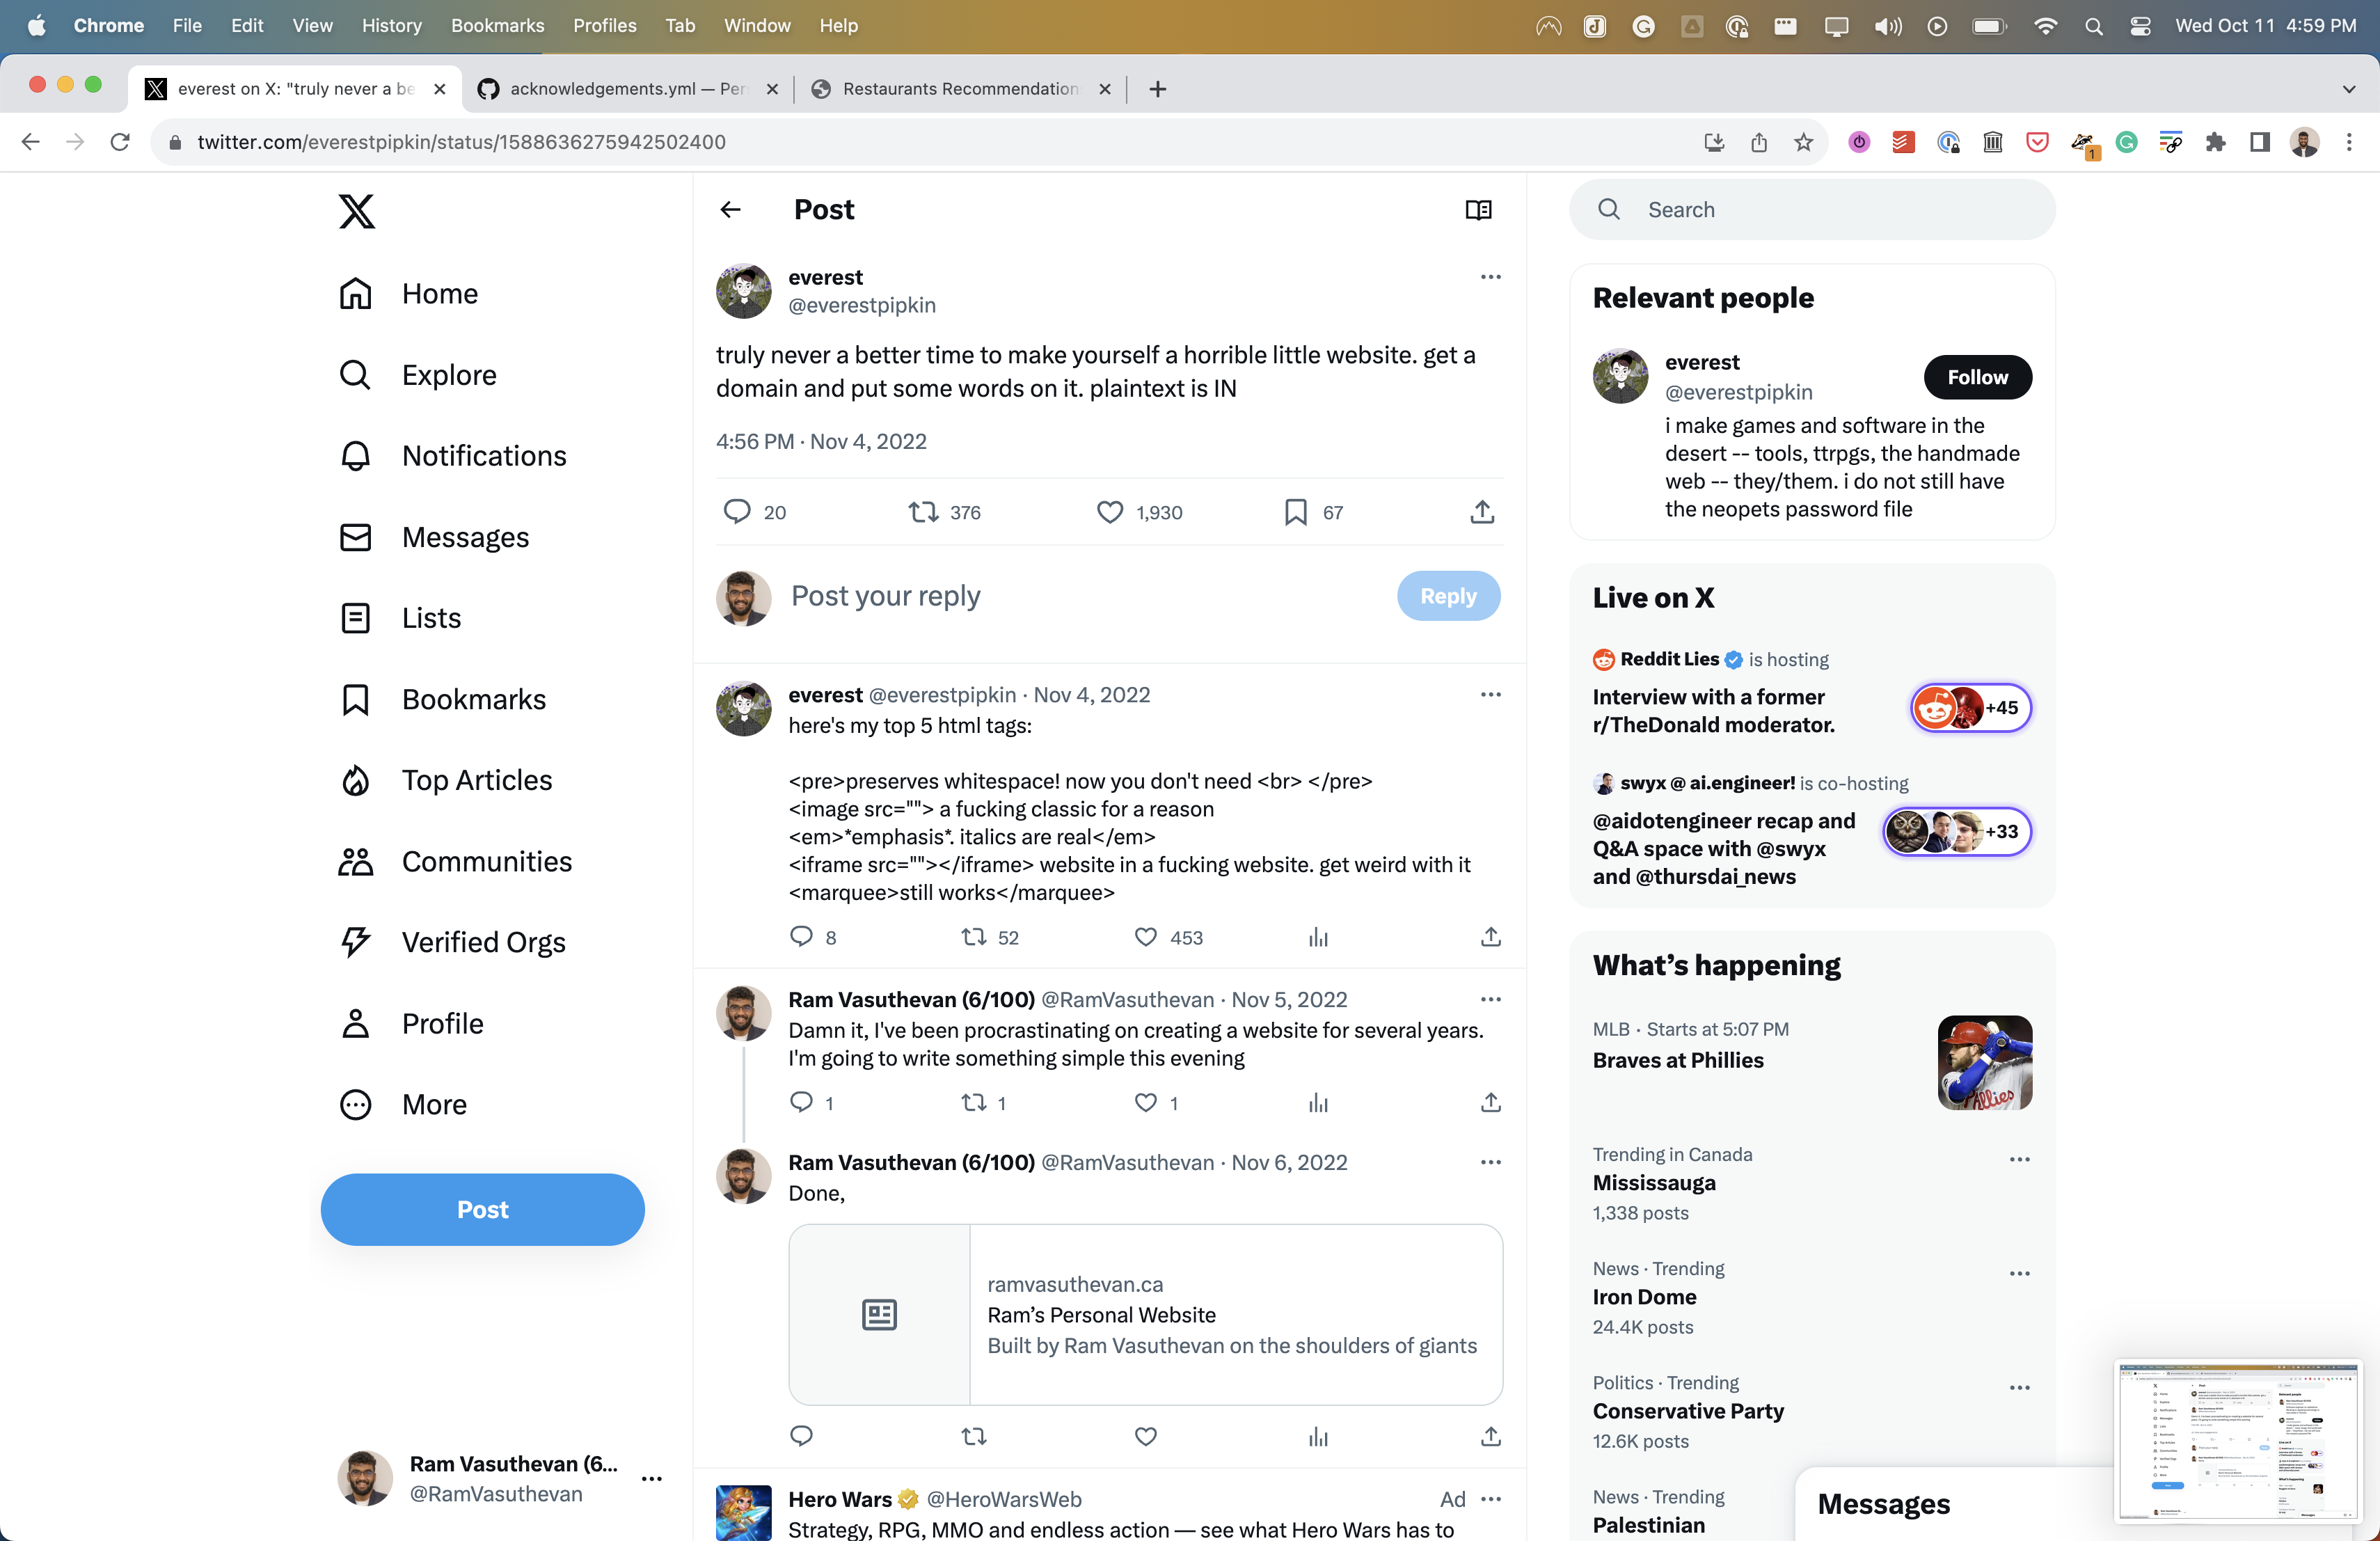 Chrome File Edit View History Bookmarks Profiles Tab Window Help
Wed Oct 11 4:59 PM
everest on X: "truly never a be
acknowledgements.yml — Per
Restaurants Recommendation
twitter.com/everestpipkin/status/1588636275942502400
1
Home
Explore
Notifications
Messages
Lists
Bookmarks
Top Articles
Communities
Verified Orgs
Profile
More
Post
Ram Vasuthevan (6...
@RamVasuthevan
Post
everest
@everestpipkin
truly never a better time to make yourself a horrible little website. get a
domain and put some words on it. plaintext is IN
4:56 PM · Nov 4, 2022
20 376 1,930 67
Post your reply
Reply
everest @everestpipkin · Nov 4, 2022
here's my top 5 html tags:
<pre>preserves whitespace! now you don't need <br> </pre>
<image src=""> a fucking classic for a reason
<em>*emphasis*. italics are real</em>
<iframe src=""></iframe> website in a fucking website. get weird with it
<marquee>still works</marquee>
8 52 453
Ram Vasuthevan (6/100) @RamVasuthevan · Nov 5, 2022
Damn it, I've been procrastinating on creating a website for several years.
I'm going to write something simple this evening
1 1 1
Ram Vasuthevan (6/100) @RamVasuthevan · Nov 6, 2022
Done,
ramvasuthevan.ca
Ram's Personal Website
Built by Ram Vasuthevan on the shoulders of giants
Hero Wars @HeroWarsWeb Ad
Strategy, RPG, MMO and endless action — see what Hero Wars has to
Search
Relevant people
everest
@everestpipkin
Follow
i make games and software in the
desert -- tools, ttrpgs, the handmade
web -- they/them. i do not still have
the neopets password file
Live on X
Reddit Lies is hosting
Interview with a former
r/TheDonald moderator.
+45
swyx @ ai.engineer! is co-hosting
@aidotengineer recap and
Q&A space with @swyx
and @thursdai_news
+33
What's happening
MLB · Starts at 5:07 PM
Braves at Phillies
Phillies
Trending in Canada
Mississauga
1,338 posts
News · Trending
Iron Dome
24.4K posts
Politics · Trending
Conservative Party
12.6K posts
News · Trending
Palestinian
Messages